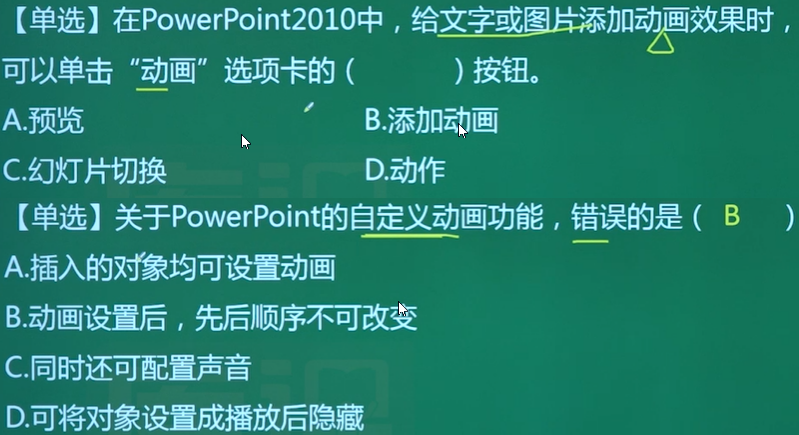 【单选】在PowerPoint2010中，给文字或图片添加动画效果时，
可以单击“动画”选项卡的（ ）按钮。
A.预览 B.添加动画
C.幻灯片切换 D.动作
【单选】关于PowerPoint的自定义动画功能，错误的是（ B ）
A.插入的对象均可设置动画
B.动画设置后，先后顺序不可改变
C.同时还可配置声音
D.可将对象设置成播放后隐藏